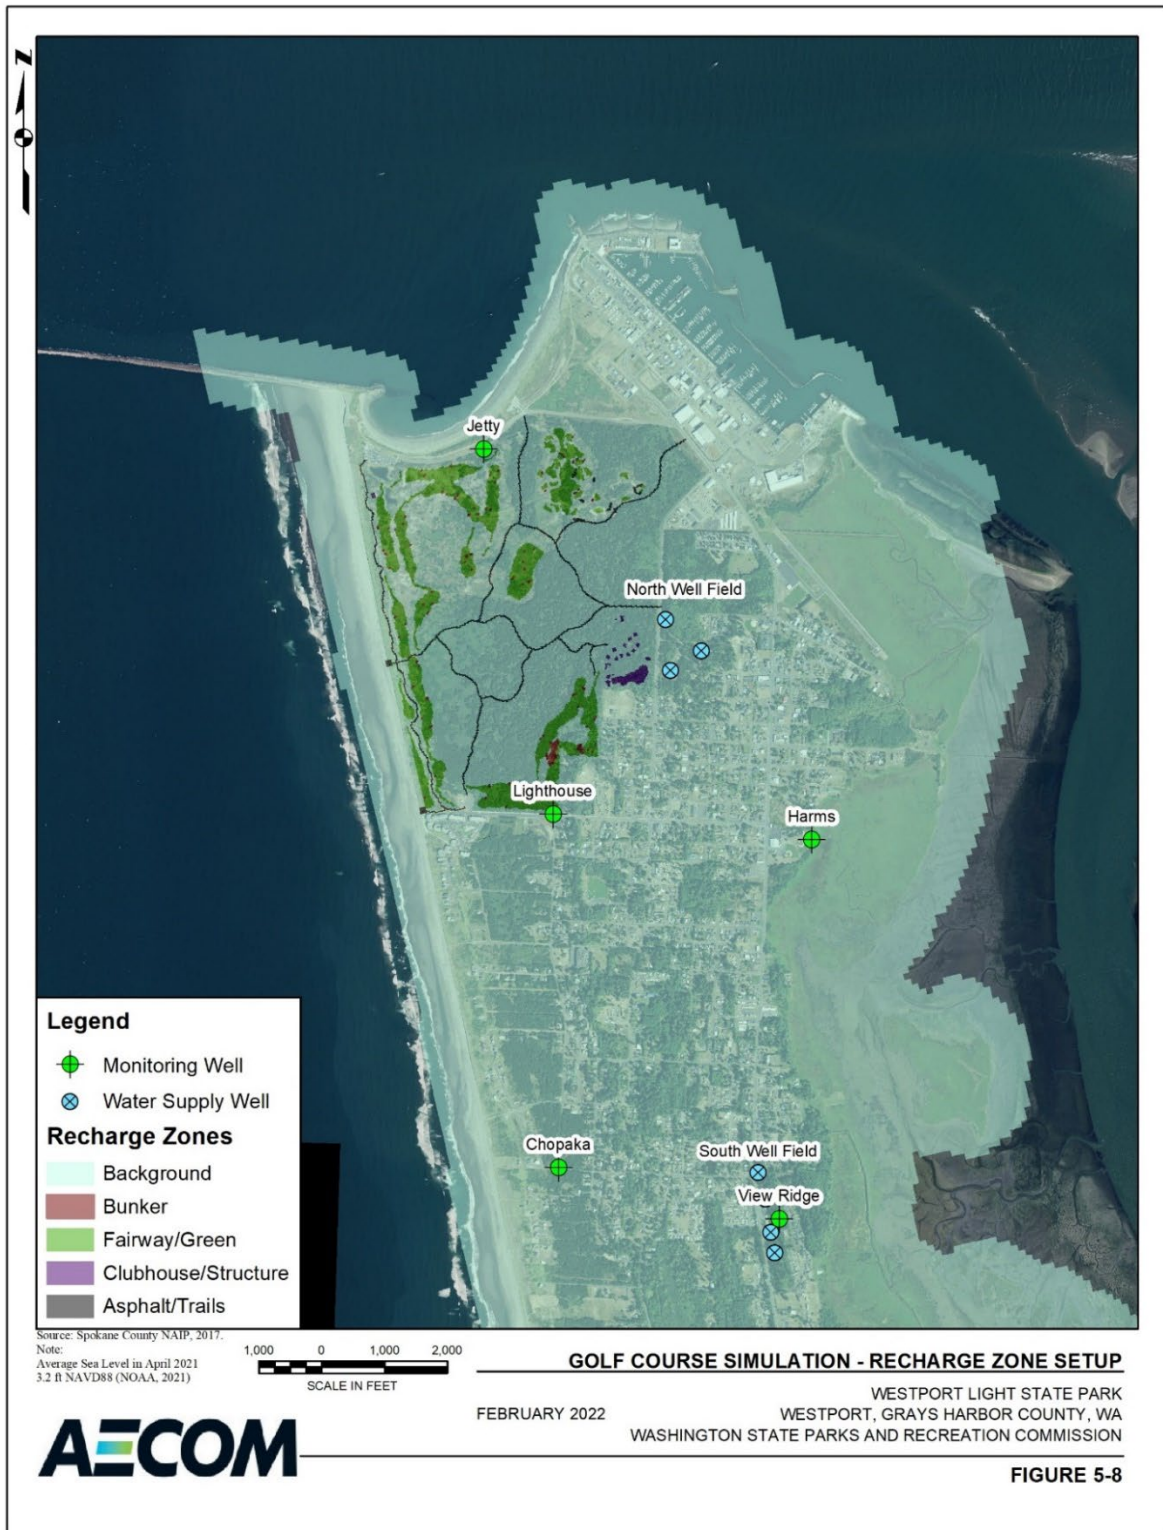 N
Jetty
North Well Field
Lighthouse
Harms
Chopaka
South Well Field
View Ridge
Legend
Monitoring Well
Water Supply Well
Recharge Zones
Background
Bunker
Fairway/Green
Clubhouse/Structure
Asphalt/Trails
Source: Spokane County NAIP, 2017.
Note:
Average Sea Level in April 2021
3.2 ft NAVD88 (NOAA, 2021)
1,000 0 1,000 2,000
SCALE IN FEET
GOLF COURSE SIMULATION - RECHARGE ZONE SETUP
WESTPORT LIGHT STATE PARK
FEBRUARY 2022 WESTPORT, GRAYS HARBOR COUNTY, WA
WASHINGTON STATE PARKS AND RECREATION COMMISSION
AECOM
FIGURE 5-8